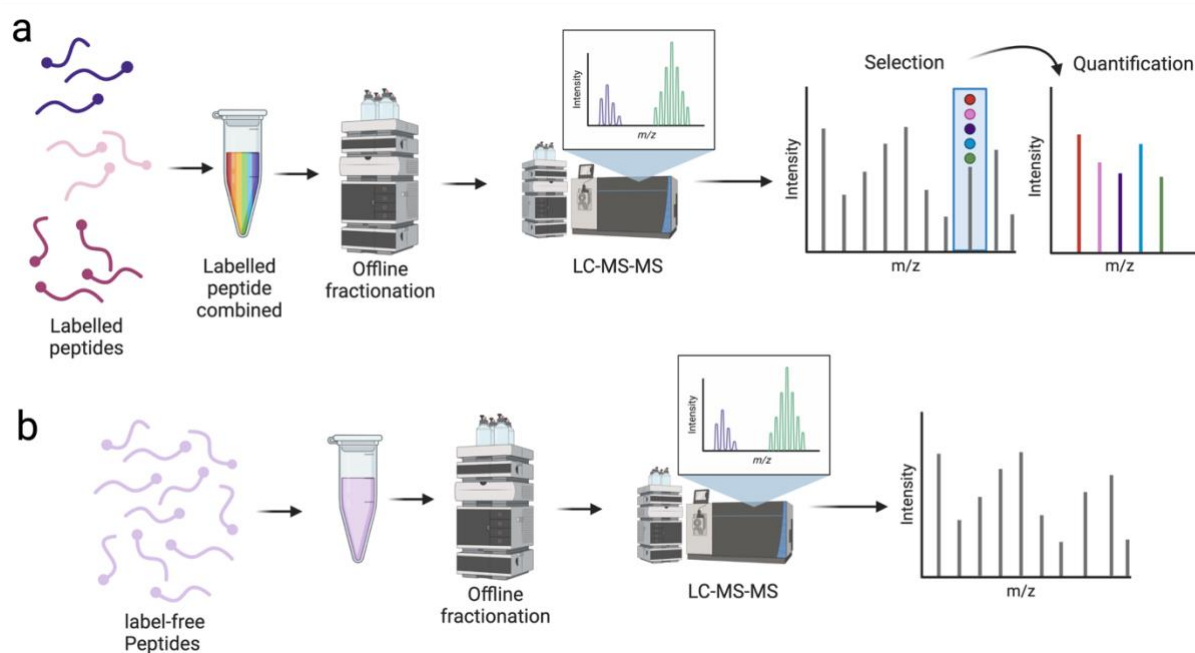 a
Selection
Quantification
Intensity
m/z
Intensity
m/z
Intensity
m/z
Labelled
peptides
Labelled
peptide
combined
Offline
fractionation
LC-MS-MS
b
Intensity
m/z
Intensity
m/z
label-free
Peptides
Offline
fractionation
LC-MS-MS